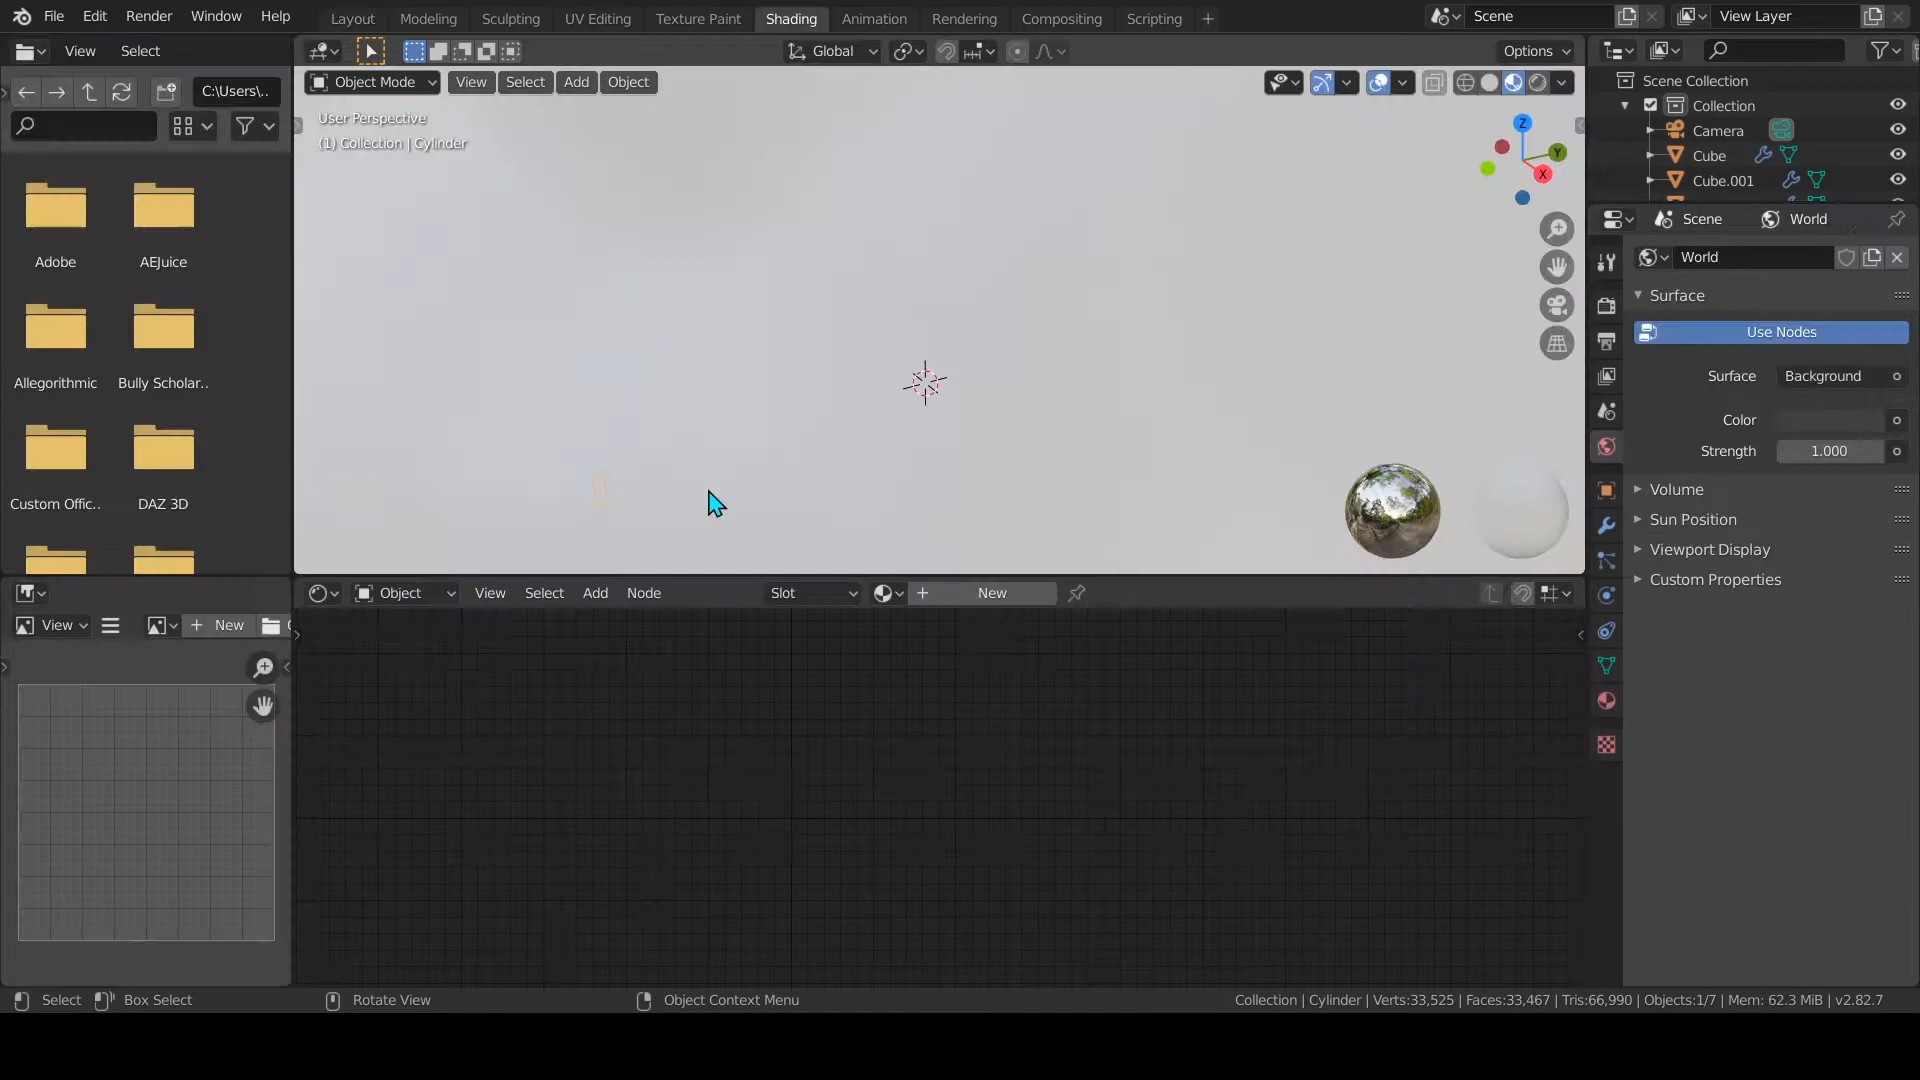 File Edit Render Window Help
Layout Modeling Sculpting UV Editing Texture Paint Shading Animation Rendering Compositing Scripting +
Scene
View Layer
View Select
C:\Users\..
Adobe AEJuice
Allegorithmic Bully Scholar..
Custom Offic.. DAZ 3D
Global
Options
Object Mode View Select Add Object
User Perspective
(1) Collection | Cylinder
Z
Y
X
Scene Collection
Collection
Camera
Cube
Cube.001
Scene World
World
Surface
Use Nodes
Surface Background
Color
Strength 1.000
Volume
Sun Position
Viewport Display
Custom Properties
View + New
Object View Select Add Node Slot + New
Select Box Select Rotate View Object Context Menu
Collection | Cylinder | Verts:33,525 | Faces:33,467 | Tris:66,990 | Objects:1/7 | Mem: 62.3 MiB | v2.82.7